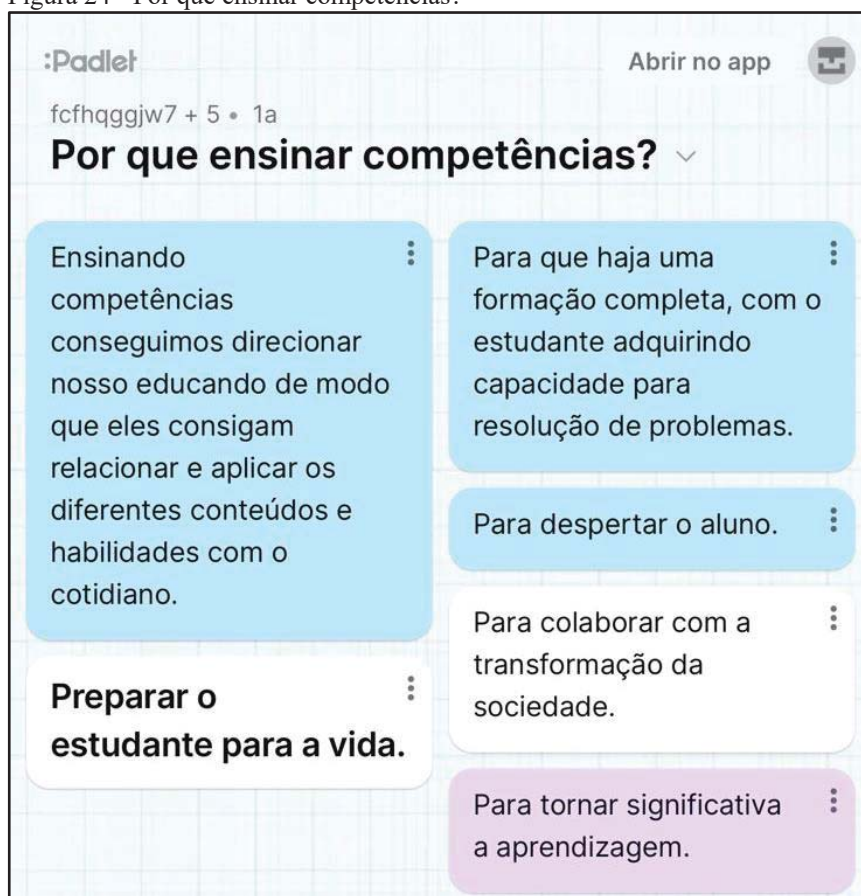 Figura 24 - Por que ensinar competências?
:Padlet
Abrir no app
fcfhqggjw7 + 5 • 1a
Por que ensinar competências?
Ensinando
competências
conseguimos direcionar
nosso educando de modo
que eles consigam
relacionar e aplicar os
diferentes conteúdos e
habilidades com o
cotidiano.
Preparar o
estudante para a vida.
Para que haja uma
formação completa, com o
estudante adquirindo
capacidade para
resolução de problemas.
Para despertar o aluno.
Para colaborar com a
transformação da
sociedade.
Para tornar significativa
a aprendizagem.